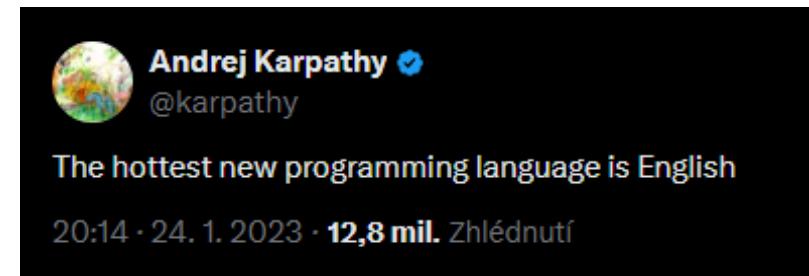 Andrej Karpathy
@karpathy
The hottest new programming language is English
20:14 · 24. 1. 2023 · 12,8 mil. Zhlédnutí